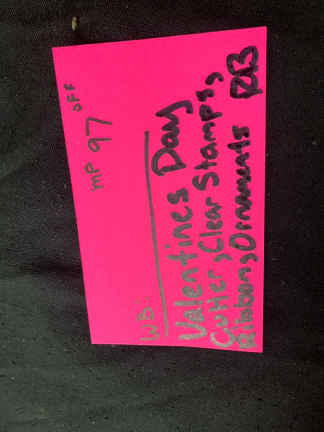 MP 97 OFF
WB:
Valentines Day
Cutter, Clear Stamps,
Ribbon, Ornaments RB